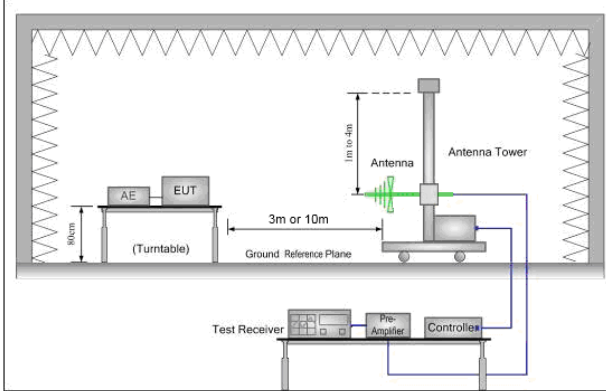 1m to 4m
Antenna
Antenna Tower
AE
EUT
80cm
(Turntable)
3m or 10m
Ground Reference Plane
Test Receiver
Pre-
Amplifier
Controller